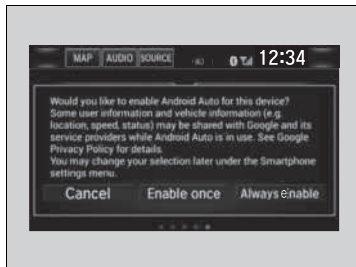 MAP AUDIO SOURCE 12:34
Would you like to enable Android Auto for this device?
Some user information and vehicle information (e.g.
location, speed, status) may be shared with Google and its
service providers while Android Auto is in use. See Google
Privacy Policy for details.
You may change your selection later under the Smartphone
settings menu.
Cancel Enable once Always enable